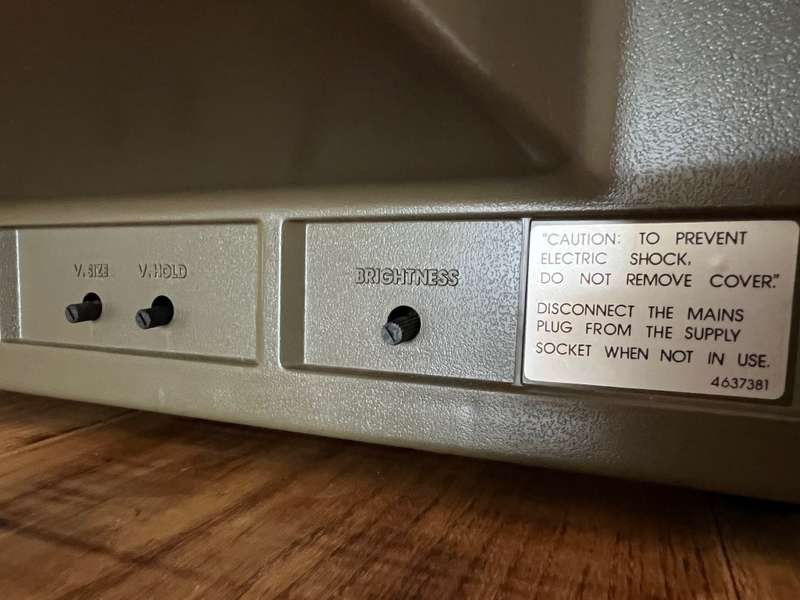 V. SIZE V. HOLD
BRIGHTNESS
"CAUTION: TO PREVENT
ELECTRIC SHOCK,
DO NOT REMOVE COVER."
DISCONNECT THE MAINS
PLUG FROM THE SUPPLY
SOCKET WHEN NOT IN USE.
4637381